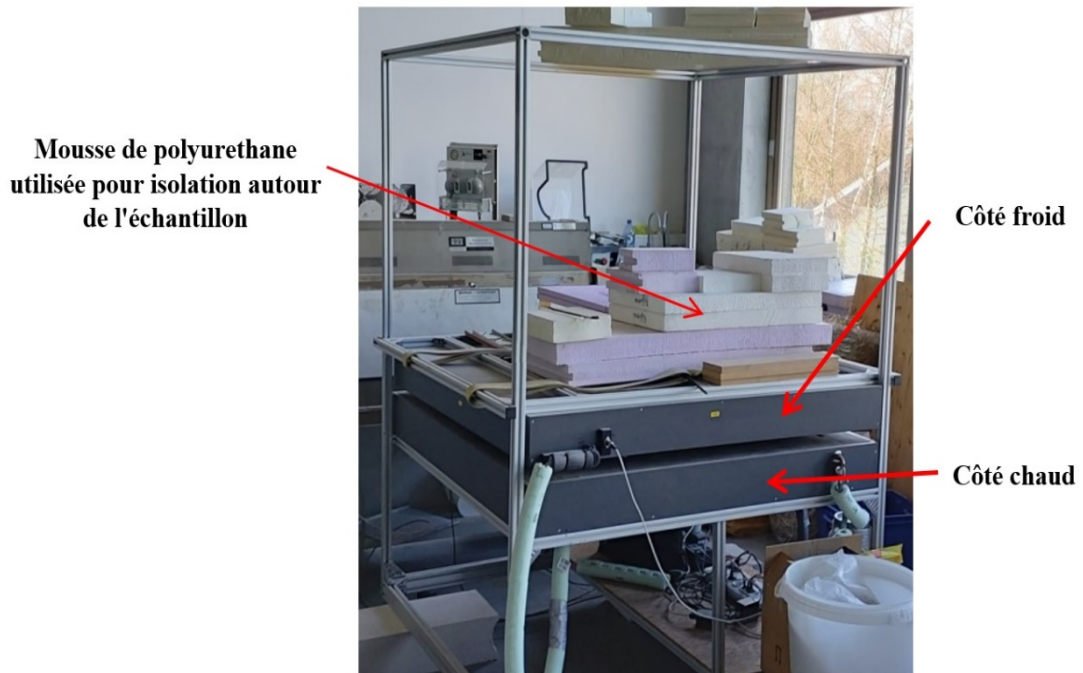 Mousse de polyurethane
utilisée pour isolation autour
de l'échantillon
Côté froid
Côté chaud